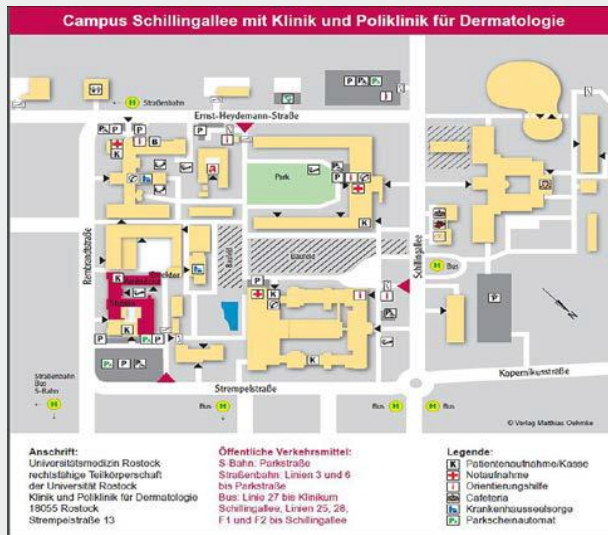 Campus Schillingallee mit Klinik und Poliklinik für Dermatologie
Straßenbahn
Ernst-Heydemann-Straße
Park
Rembrandtstraße
Baufeld
Baufeld
Schillingallee
Bus
Straßenbahn
Bus
S-Bahn
Strempelstraße
Kopernikusstraße
Bus
Bus
Bus
© Verlag Matthias Oehmke
Anschrift:
Universitätsmedizin Rostock
rechtsfähige Teilkörperschaft
der Universität Rostock
Klinik und Poliklinik für Dermatologie
18055 Rostock
Strempelstraße 13
Öffentliche Verkehrsmittel:
S-Bahn: Parkstraße
Straßenbahn: Linien 3 und 6
bis Parkstraße
Bus: Linie 27 bis Klinikum
Schillingallee, Linien 25, 28,
F1 und F2 bis Schillingallee
Legende:
K Patientenaufnahme/Kasse
Notaufnahme
i Orientierungshilfe
Cafeteria
Krankenhausseelsorge
P Parkscheinautomat